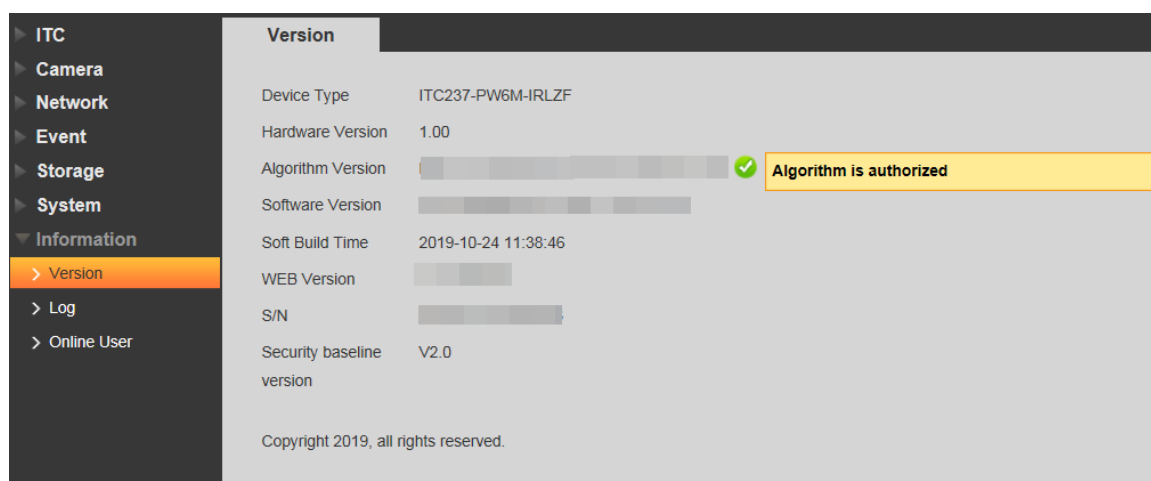 ITC
Camera
Network
Event
Storage
System
Information
Version
Log
Online User
Version
Device Type ITC237-PW6M-IRLZF
Hardware Version 1.00
Algorithm Version
Algorithm is authorized
Software Version
Soft Build Time 2019-10-24 11:38:46
WEB Version
S/N
Security baseline V2.0
version
Copyright 2019, all rights reserved.